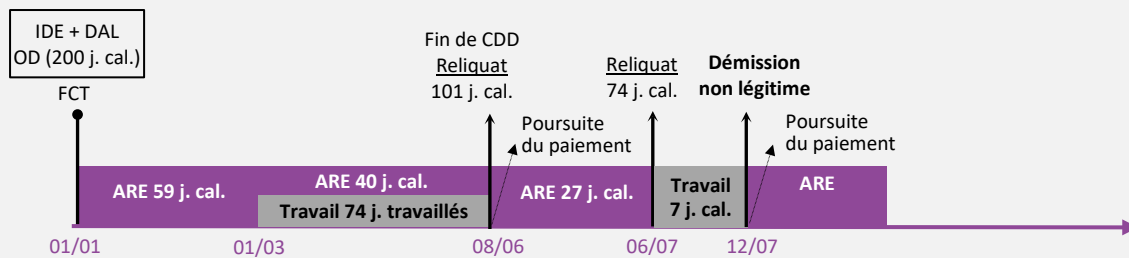 IDE + DAL
OD (200 j. cal.)
FCT
Fin de CDD
Reliquat
101 j. cal.
Poursuite
du paiement
Reliquat
74 j. cal.
Démission
non légitime
Poursuite
du paiement
ARE 59 j. cal.
ARE 40 j. cal.
Travail 74 j. travaillés
ARE 27 j. cal.
Travail
7 j. cal.
ARE
01/01
01/03
08/06
06/07
12/07